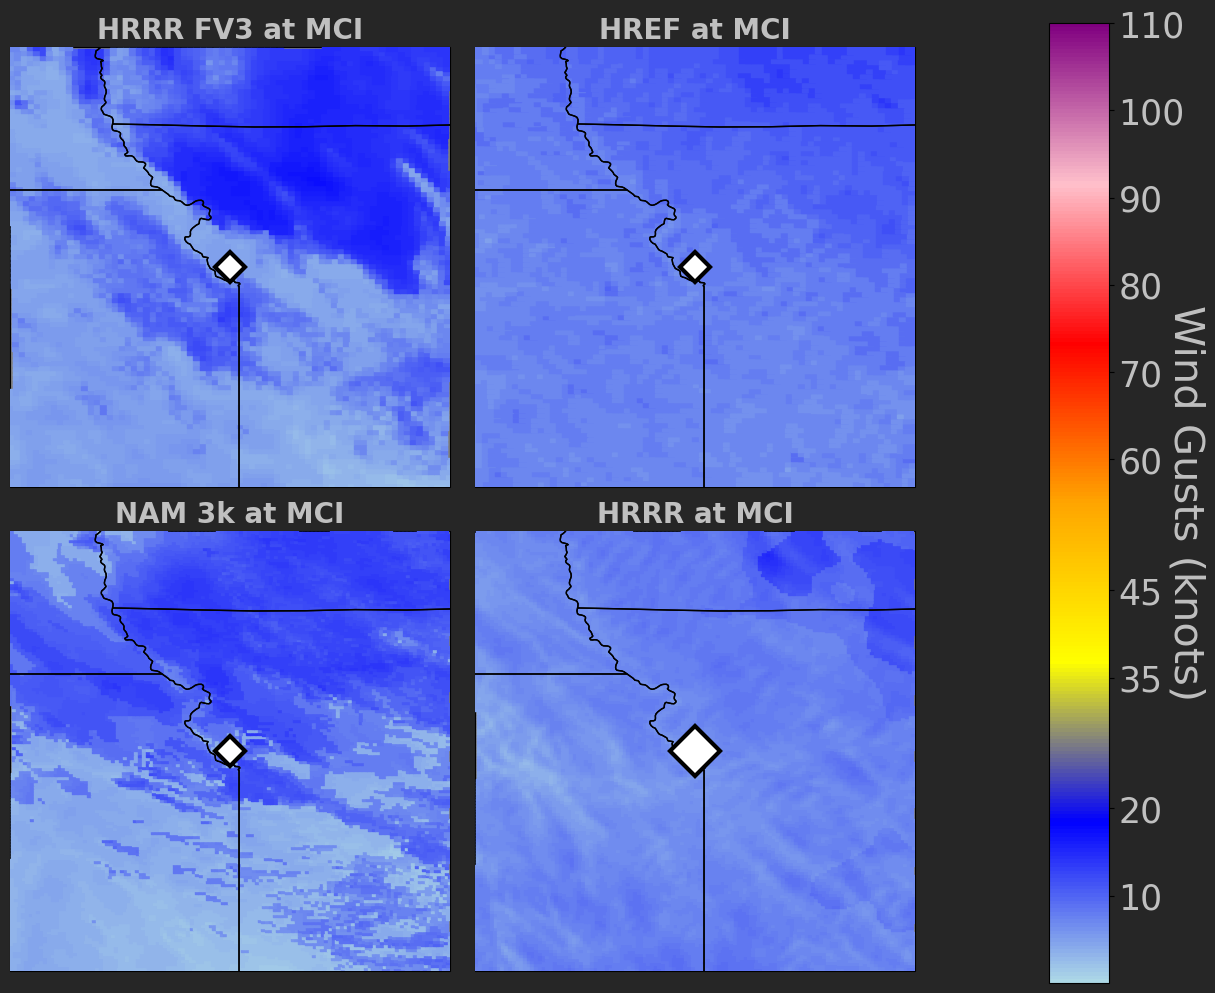 HRRR FV3 at MCI
HREF at MCI
NAM 3k at MCI
HRRR at MCI
110
100
90
80
70
60
45
35
20
10
Wind Gusts (knots)